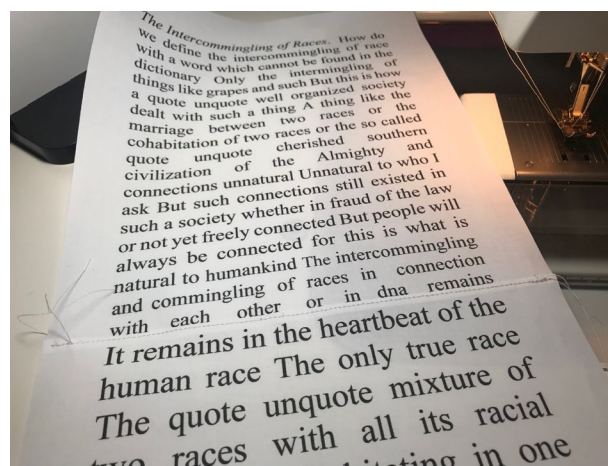 The Intercommingling of Races. How do
we define the intercommingling of race
with a word which cannot be found in the
dictionary Only the intermingling of
things like grapes and such But this is how
a quote unquote well organized society
dealt with such a thing A thing like the
marriage between two races or the
cohabitation of two races or the so called
quote unquote cherished southern
civilization of the Almighty and
connections unnatural Unnatural to who I
ask But such connections still existed in
such a society whether in fraud of the law
or not yet freely connected But people will
always be connected for this is what is
natural to humankind The intercommingling
and commingling of races in connection
with each other or in dna remains
It remains in the heartbeat of the
human race The only true race
The quote unquote mixture of
two races with all its racial
in one